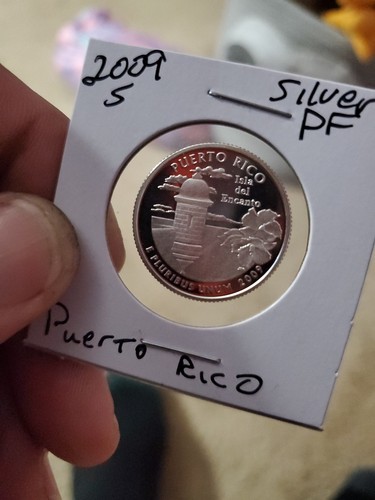 2009
S
Silver
PF
PUERTO RICO
Isla
del
Encanto
E PLURIBUS UNUM 2009
Puerto Rico